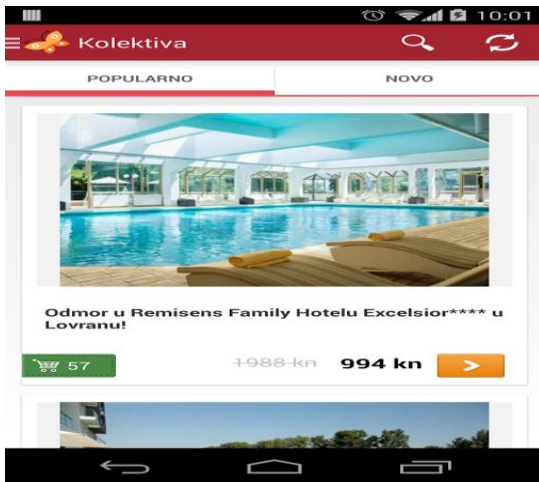 10:01
Kolektiva
POPULARNO
NOVO
Odmor u Remisens Family Hotelu Excelsior**** u
Lovranu!
57
1988 kn
994 kn
>